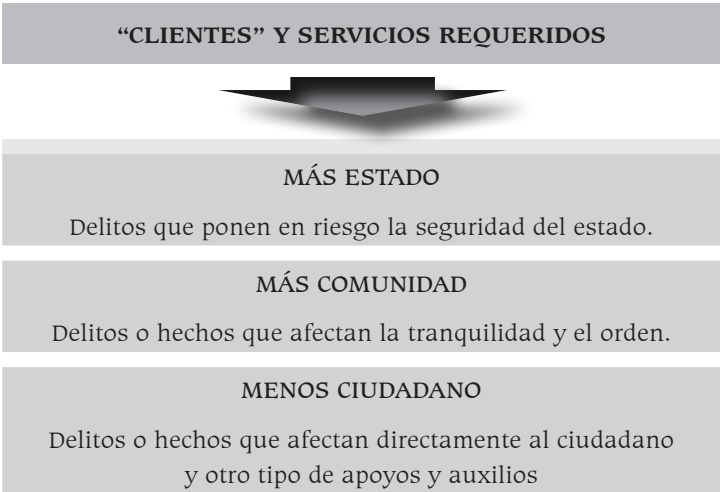 “CLIENTES” Y SERVICIOS REQUERIDOS
MÁS ESTADO
Delitos que ponen en riesgo la seguridad del estado.
MÁS COMUNIDAD
Delitos o hechos que afectan la tranquilidad y el orden.
MENOS CIUDADANO
Delitos o hechos que afectan directamente al ciudadano
y otro tipo de apoyos y auxilios